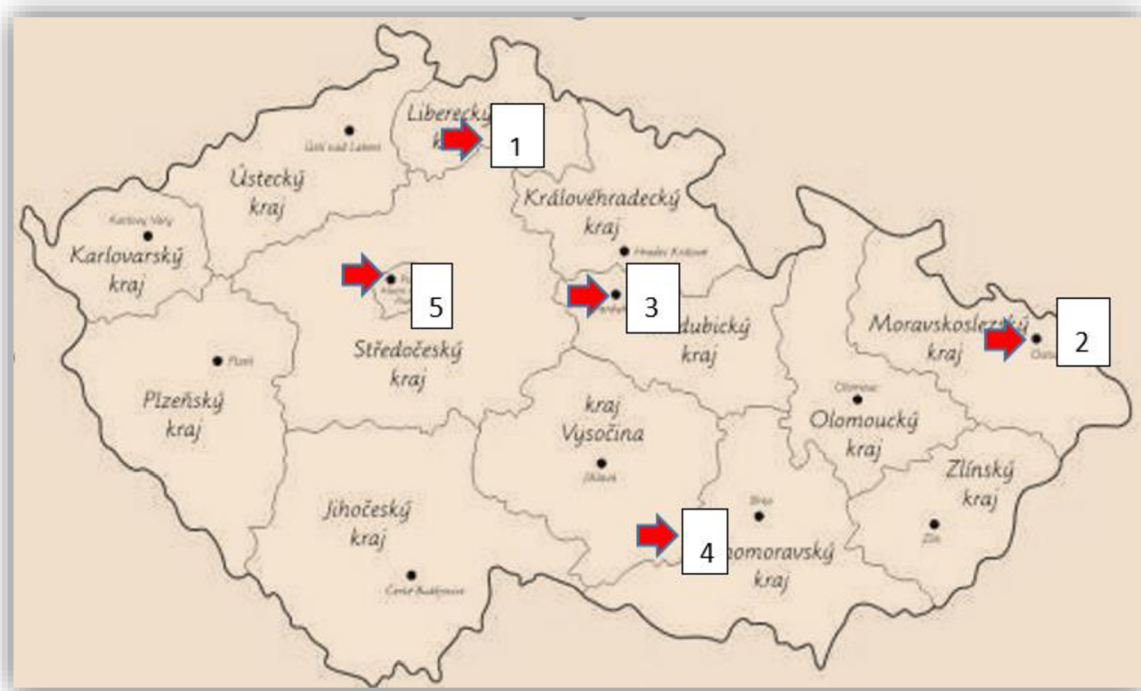 Liberecký
1
Ústí nad Labem
Ústecký
kraj
Královéhradecký
kraj
Karlovy Vary
Karlovarský
kraj
Hradec Králové
5
3
dubický
Moravskoslezský
kraj
2
Středočeský
kraj
Plzeň
Plzeňský
kraj
kraj
Vysočina
Jihlava
Olomouc
Olomoucký
kraj
Zlínský
kraj
Zlín
Jihočeský
kraj
Brno
4
omoravský
kraj
České Budějovice